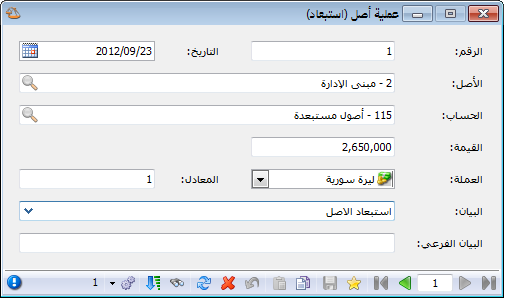 عملية أصل (استبعاد)
الرقم: 1 التاريخ: 2012/09/23
الأصل: 2 - مبنى الإدارة
الحساب: 115 - أصول مستبعدة
القيمة: 2,650,000
العملة: ليرة سورية المعادل: 1
البيان: استبعاد الاصل
البيان الفرعي:
1 1